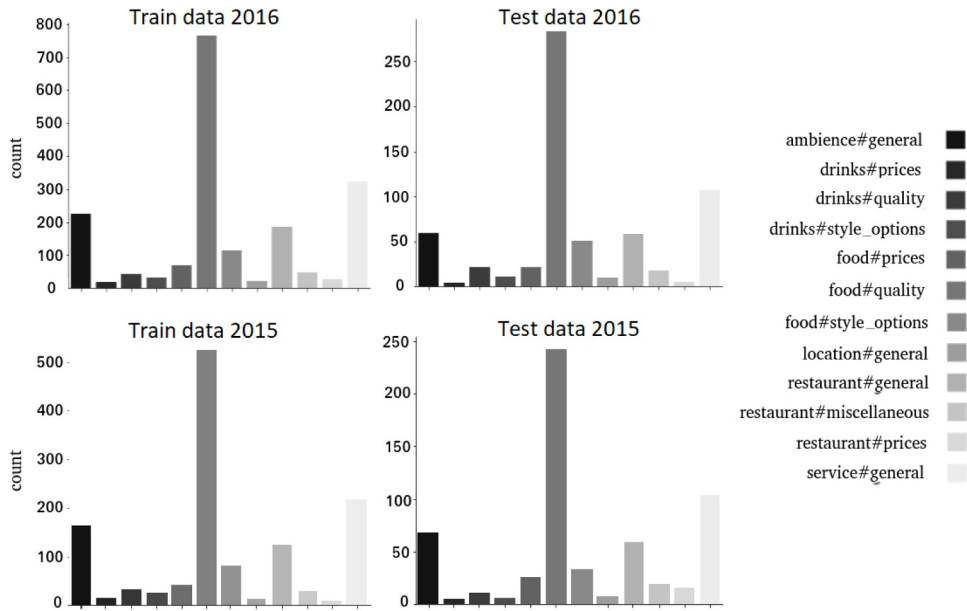 Train data 2016
800
700
600
500
400
300
200
100
0
count
Test data 2016
250
200
150
100
50
0
Train data 2015
500
400
300
200
100
0
count
Test data 2015
250
200
150
100
50
0
ambience#general
drinks#prices
drinks#quality
drinks#style_options
food#prices
food#quality
food#style_options
location#general
restaurant#general
restaurant#miscellaneous
restaurant#prices
service#general